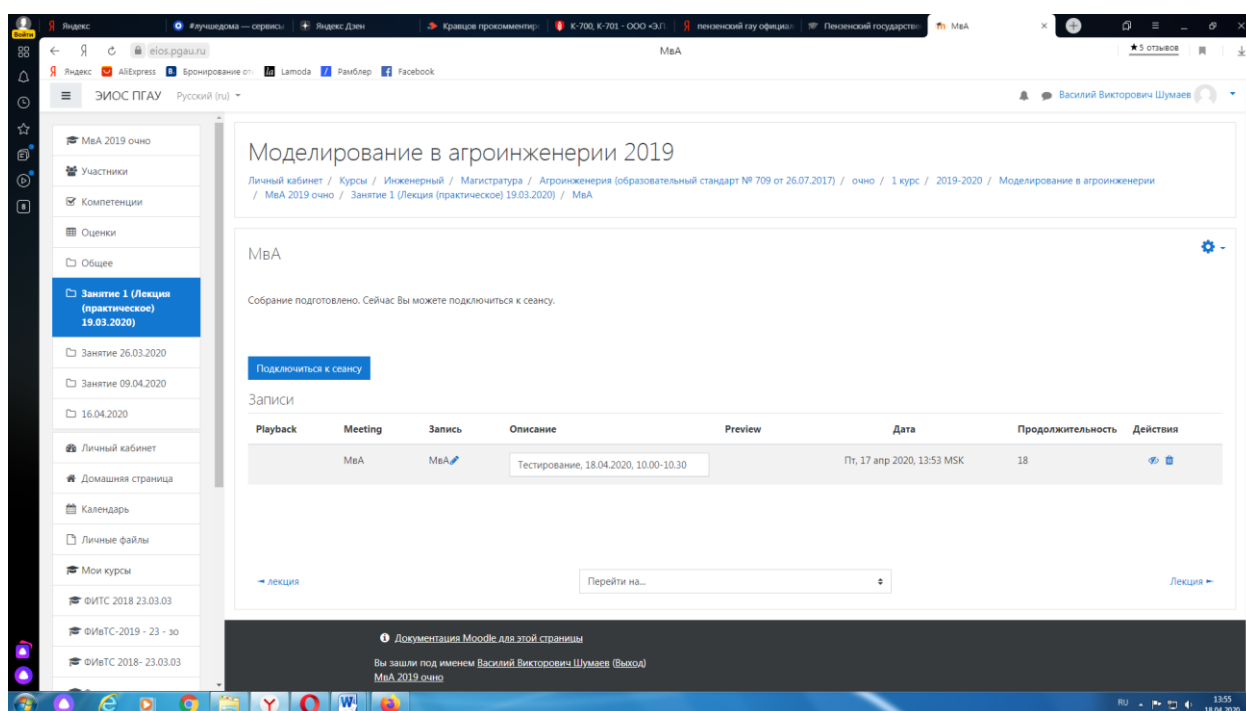 Яндекс
#лучшедома — сервисы
Яндекс.Дзен
Кравцов прокомментир
К-700, К-701 - ООО «Э.П.
пензенский гау официал
Пензенский государстве
МвА
Войти
eios.pgau.ru
МвА
★ 5 отзывов
Яндекс
AliExpress
Бронирование от
Lamoda
Рамблер
Facebook
ЭИОС ПГАУ
Русский (ru)
Василий Викторович Шумаев
МвА 2019 очно
Участники
Компетенции
Оценки
Общее
Занятие 1 (Лекция
(практическое)
19.03.2020)
Занятие 26.03.2020
Занятие 09.04.2020
16.04.2020
Личный кабинет
Домашняя страница
Календарь
Личные файлы
Мои курсы
ФИТС 2018 23.03.03
ФИвТС-2019 - 23 - зо
ФИвТС 2018- 23.03.03
Моделирование в агроинженерии 2019
Личный кабинет / Курсы / Инженерный / Магистратура / Агроинженерия (образовательный стандарт № 709 от 26.07.2017) / очно / 1 курс / 2019-2020 / Моделирование в агроинженерии
/ МвА 2019 очно / Занятие 1 (Лекция (практическое) 19.03.2020) / МвА
МвА
Собрание подготовлено. Сейчас Вы можете подключиться к сеансу.
Подключиться к сеансу
Записи
Playback Meeting Запись Описание Preview Дата Продолжительность Действия
МвА МвА Тестирование, 18.04.2020, 10.00-10.30 Пт, 17 апр 2020, 13:53 MSK 18
◄ лекция
Перейти на...
Лекция ►
Документация Moodle для этой страницы
Вы зашли под именем Василий Викторович Шумаев (Выход)
МвА 2019 очно
RU
13:55
18.04.2020